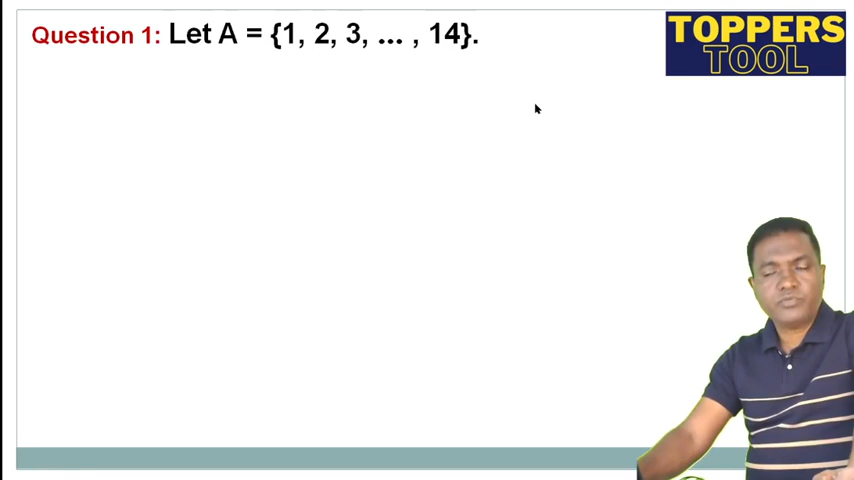 Question 1: Let A = {1, 2, 3, ... , 14}.
TOPPERS
TOOL